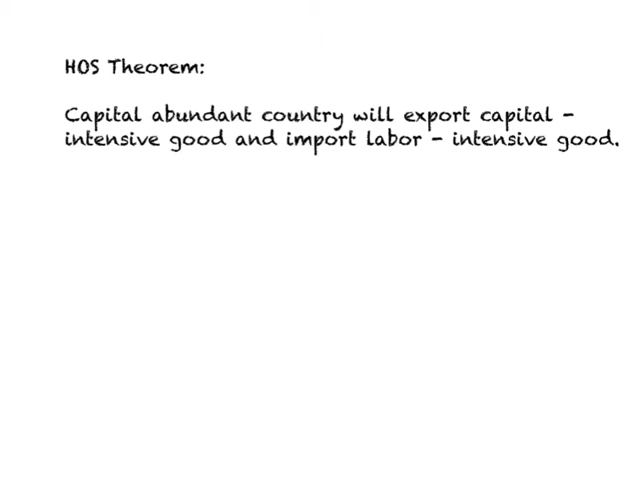 HOS Theorem:
Capital abundant country will export capital -
intensive good and import labor - intensive good.